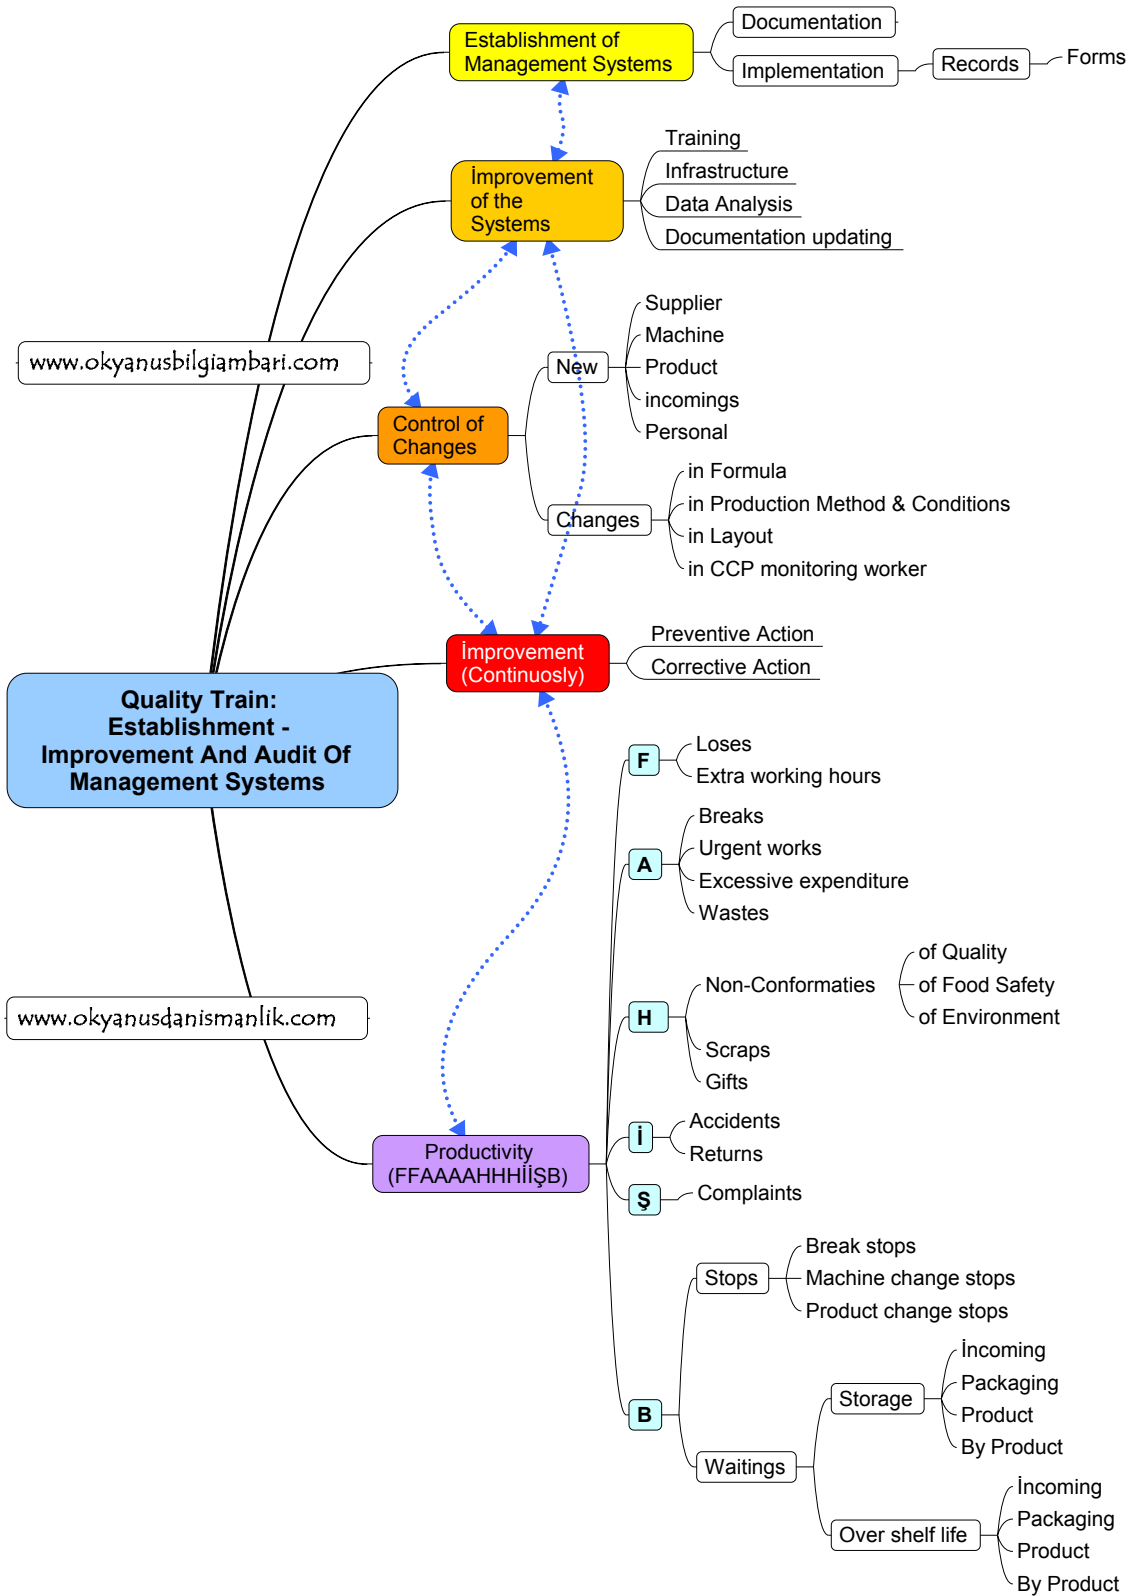 Establishment of
Management Systems
Documentation
Implementation
Records
Forms
İmprovement
of the
Systems
Training
Infrastructure
Data Analysis
Documentation updating
www.okyanusbilgiambari.com
Control of
Changes
New
Supplier
Machine
Product
incomings
Personal
Changes
in Formula
in Production Method & Conditions
in Layout
in CCP monitoring worker
İmprovement
(Continuosly)
Preventive Action
Corrective Action
Quality Train:
Establishment -
Improvement And Audit Of
Management Systems
www.okyanusdanismanlik.com
Productivity
(FFAAAAHHHİİŞB)
F
Loses
Extra working hours
A
Breaks
Urgent works
Excessive expenditure
Wastes
H
Non-Conformaties
of Quality
of Food Safety
of Environment
Scraps
Gifts
İ
Accidents
Returns
Ş
Complaints
B
Stops
Break stops
Machine change stops
Product change stops
Waitings
Storage
İncoming
Packaging
Product
By Product
Over shelf life
İncoming
Packaging
Product
By Product